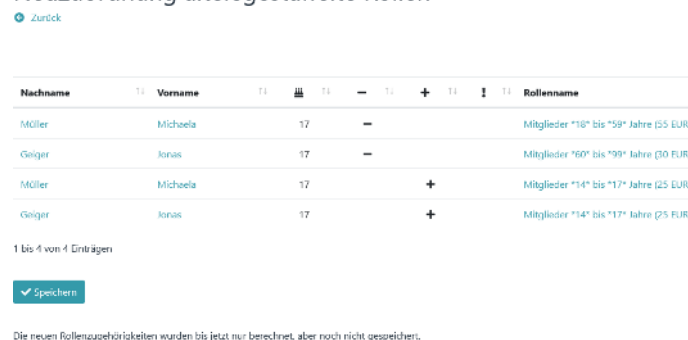 Neuzuordnung altersgestaffelte Rollen
Zurück
Nachname Vorname - + ! Rollenname
Müller Michaela 17 - Mitglieder *18* bis *59* Jahre (55 EUR
Geiger Jonas 17 - Mitglieder *60* bis *99* Jahre (30 EUR
Müller Michaela 17 + Mitglieder *14* bis *17* Jahre (25 EUR
Geiger Jonas 17 + Mitglieder *14* bis *17* Jahre (25 EUR
1 bis 4 von 4 Einträgen
Speichern
Die neuen Rollenzugehörigkeiten wurden bis jetzt nur berechnet, aber noch nicht gespeichert.